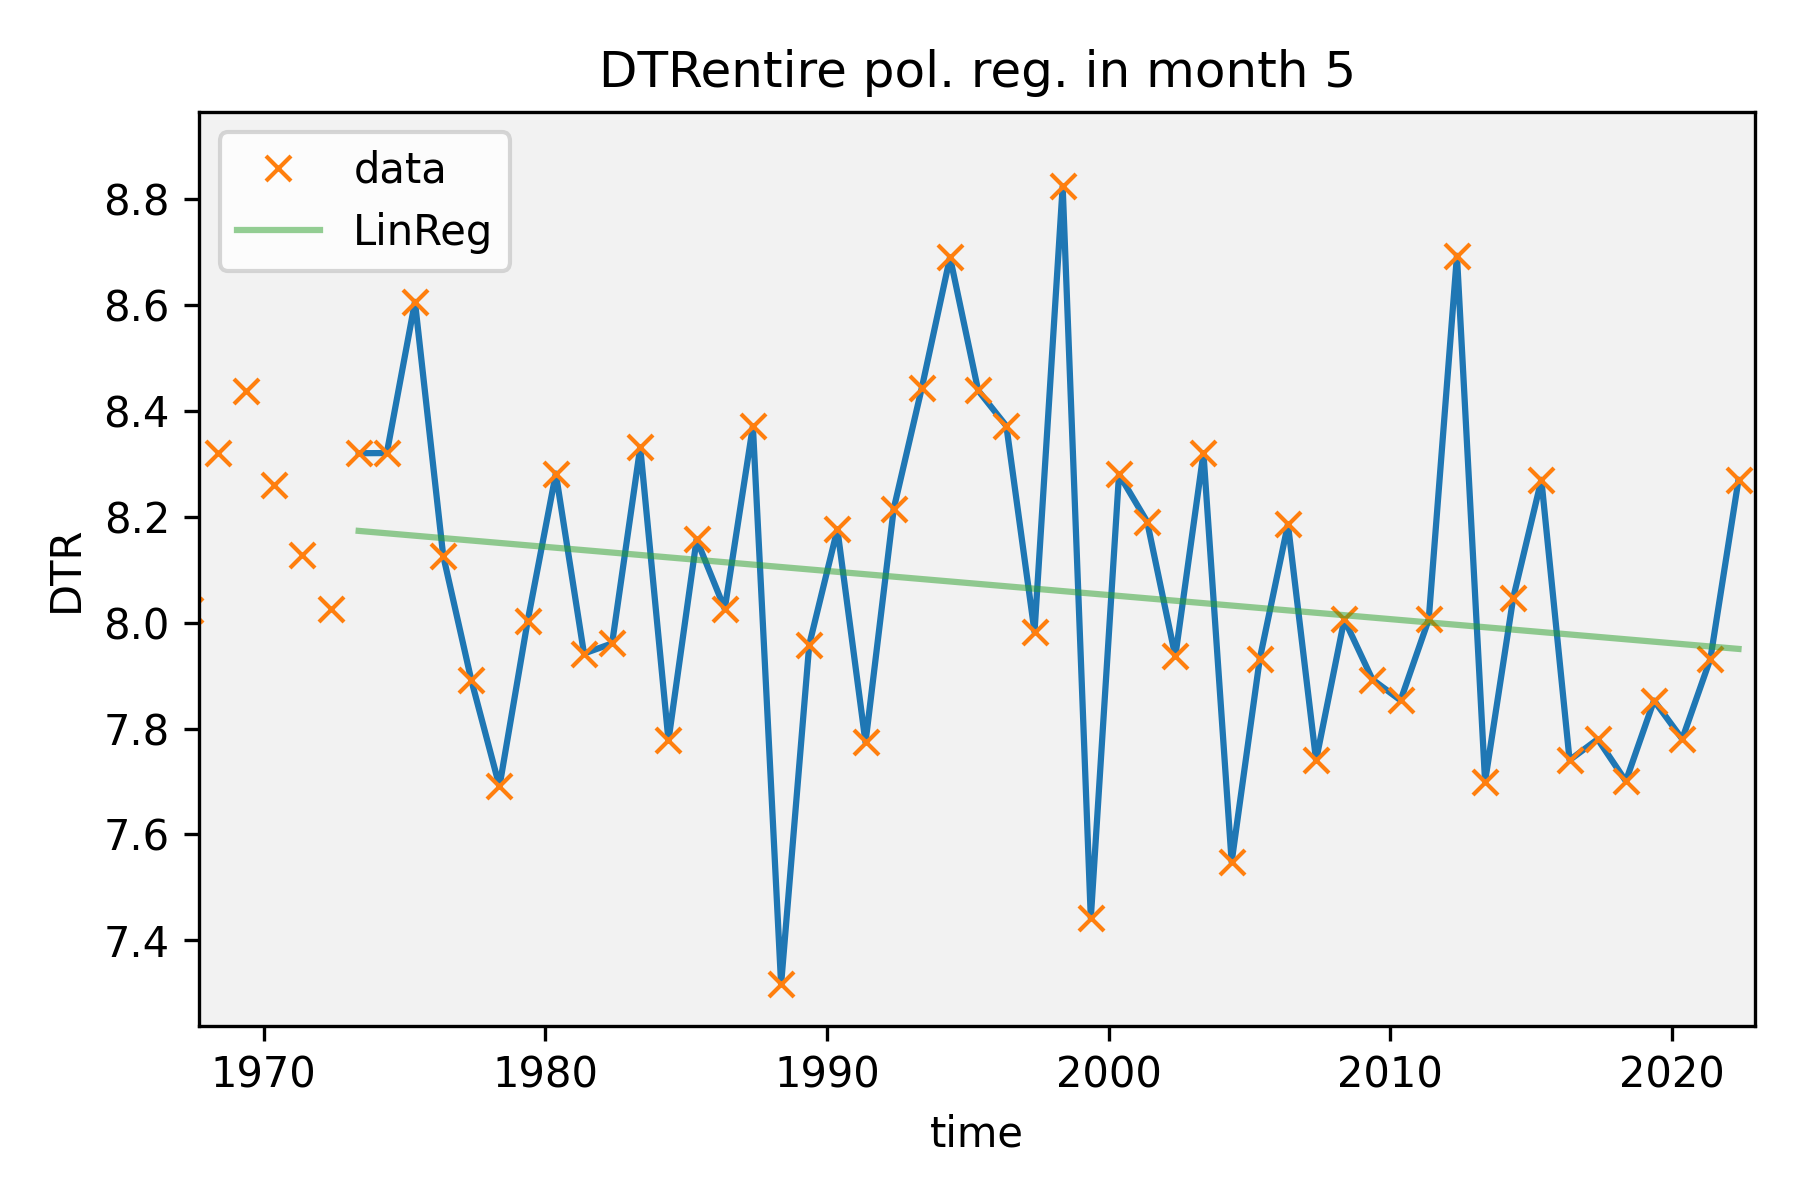 DTRentire pol. reg. in month 5
data
LinReg
8.8
8.6
8.4
8.2
8.0
7.8
7.6
7.4
DTR
1970 1980 1990 2000 2010 2020
time